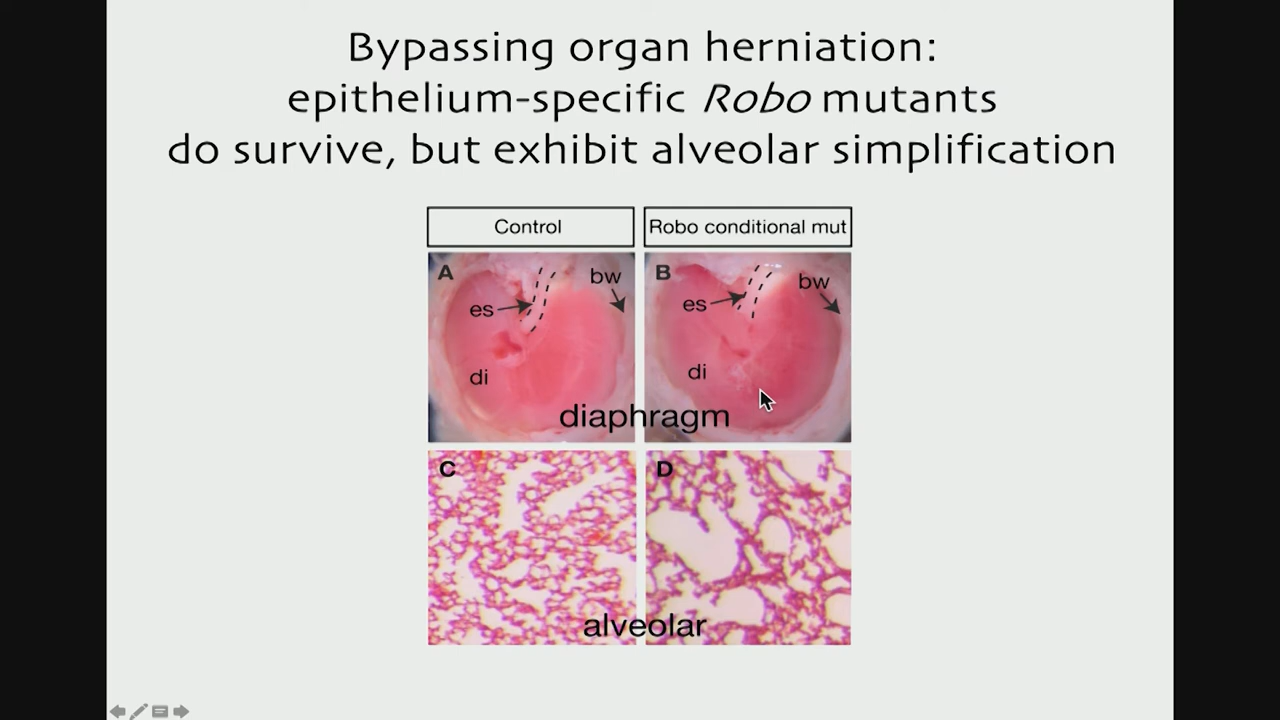 Bypassing organ herniation:
epithelium-specific Robo mutants
do survive, but exhibit alveolar simplification
Control
Robo conditional mut
A
bw
es
di
B
bw
es
di
diaphragm
C
D
alveolar